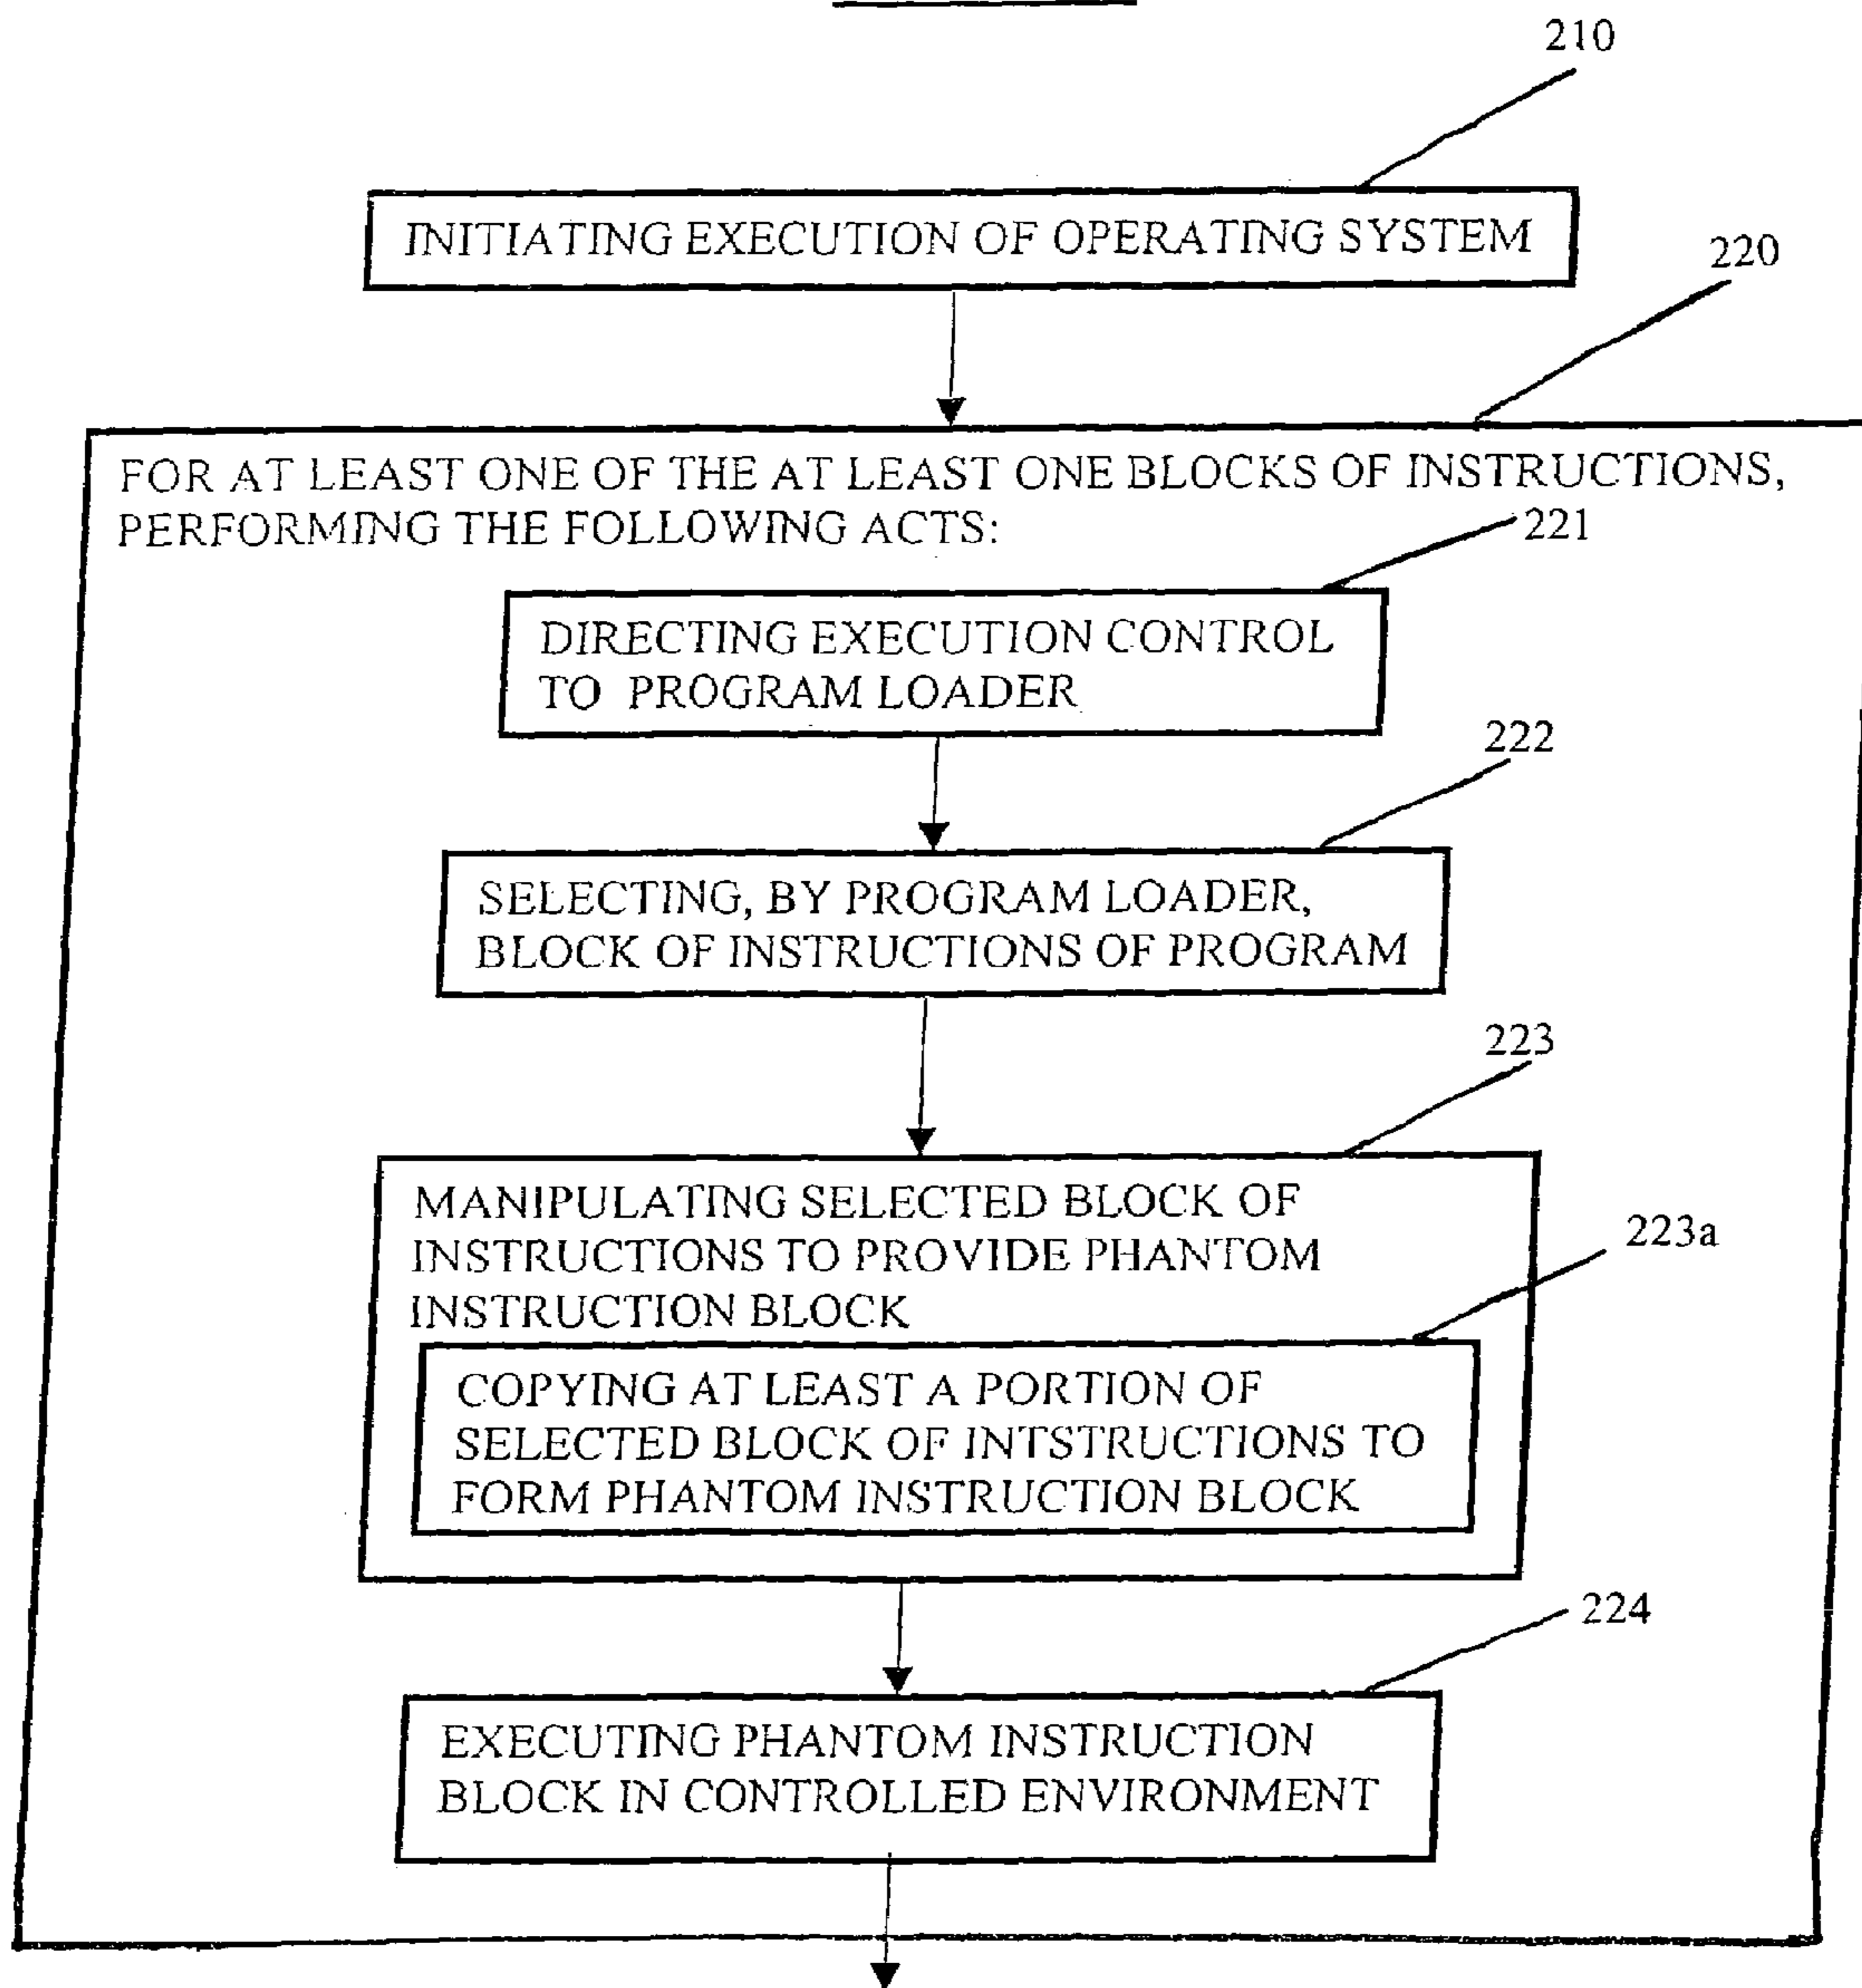 210
INITIATING EXECUTION OF OPERATING SYSTEM
220
FOR AT LEAST ONE OF THE AT LEAST ONE BLOCKS OF INSTRUCTIONS,
PERFORMING THE FOLLOWING ACTS:
221
DIRECTING EXECUTION CONTROL
TO PROGRAM LOADER
222
SELECTING, BY PROGRAM LOADER,
BLOCK OF INSTRUCTIONS OF PROGRAM
223
MANIPULATING SELECTED BLOCK OF
INSTRUCTIONS TO PROVIDE PHANTOM
INSTRUCTION BLOCK
223a
COPYING AT LEAST A PORTION OF
SELECTED BLOCK OF INTSTRUCTIONS TO
FORM PHANTOM INSTRUCTION BLOCK
224
EXECUTING PHANTOM INSTRUCTION
BLOCK IN CONTROLLED ENVIRONMENT